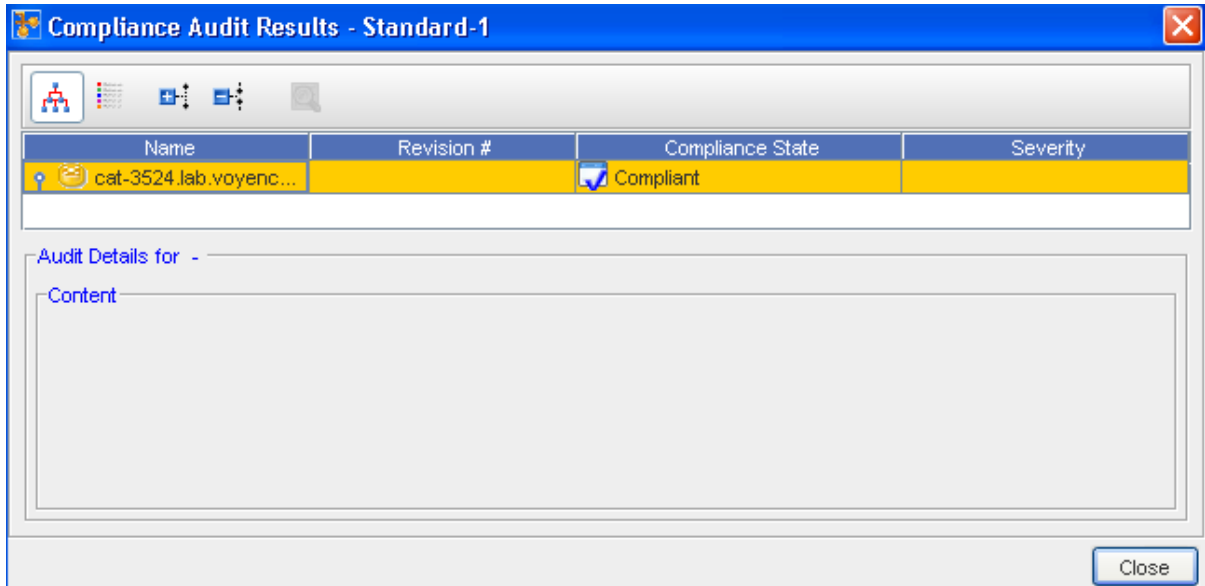 Compliance Audit Results - Standard-1
Name Revision # Compliance State Severity
cat-3524.lab.voyenc... Compliant
Audit Details for -
Content
Close